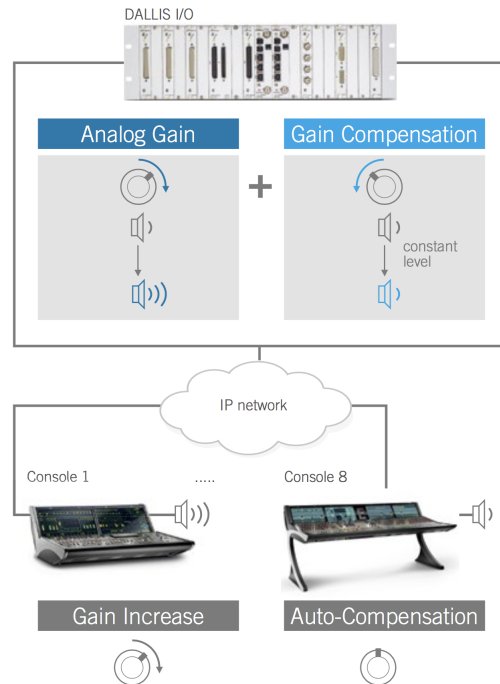 DALLIS I/O
Analog Gain
Gain Compensation
constant
level
IP network
Console 1
.....
Console 8
Gain Increase
Auto-Compensation